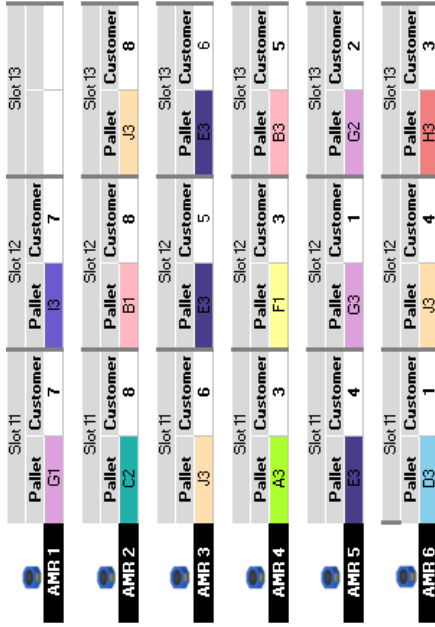 Slot 11 Slot 12 Slot 13
Pallet Customer Pallet Customer
AMR 1 G1 7 I3 7
Slot 11 Slot 12 Slot 13
Pallet Customer Pallet Customer Pallet Customer
AMR 2 C2 8 B1 8 J3 8
Slot 11 Slot 12 Slot 13
Pallet Customer Pallet Customer Pallet Customer
AMR 3 J3 6 E3 5 E3 6
Slot 11 Slot 12 Slot 13
Pallet Customer Pallet Customer Pallet Customer
AMR 4 A3 3 F1 3 B3 5
Slot 11 Slot 12 Slot 13
Pallet Customer Pallet Customer Pallet Customer
AMR 5 E3 4 G3 1 G2 2
Slot 11 Slot 12 Slot 13
Pallet Customer Pallet Customer Pallet Customer
AMR 6 D3 1 J3 4 H3 3